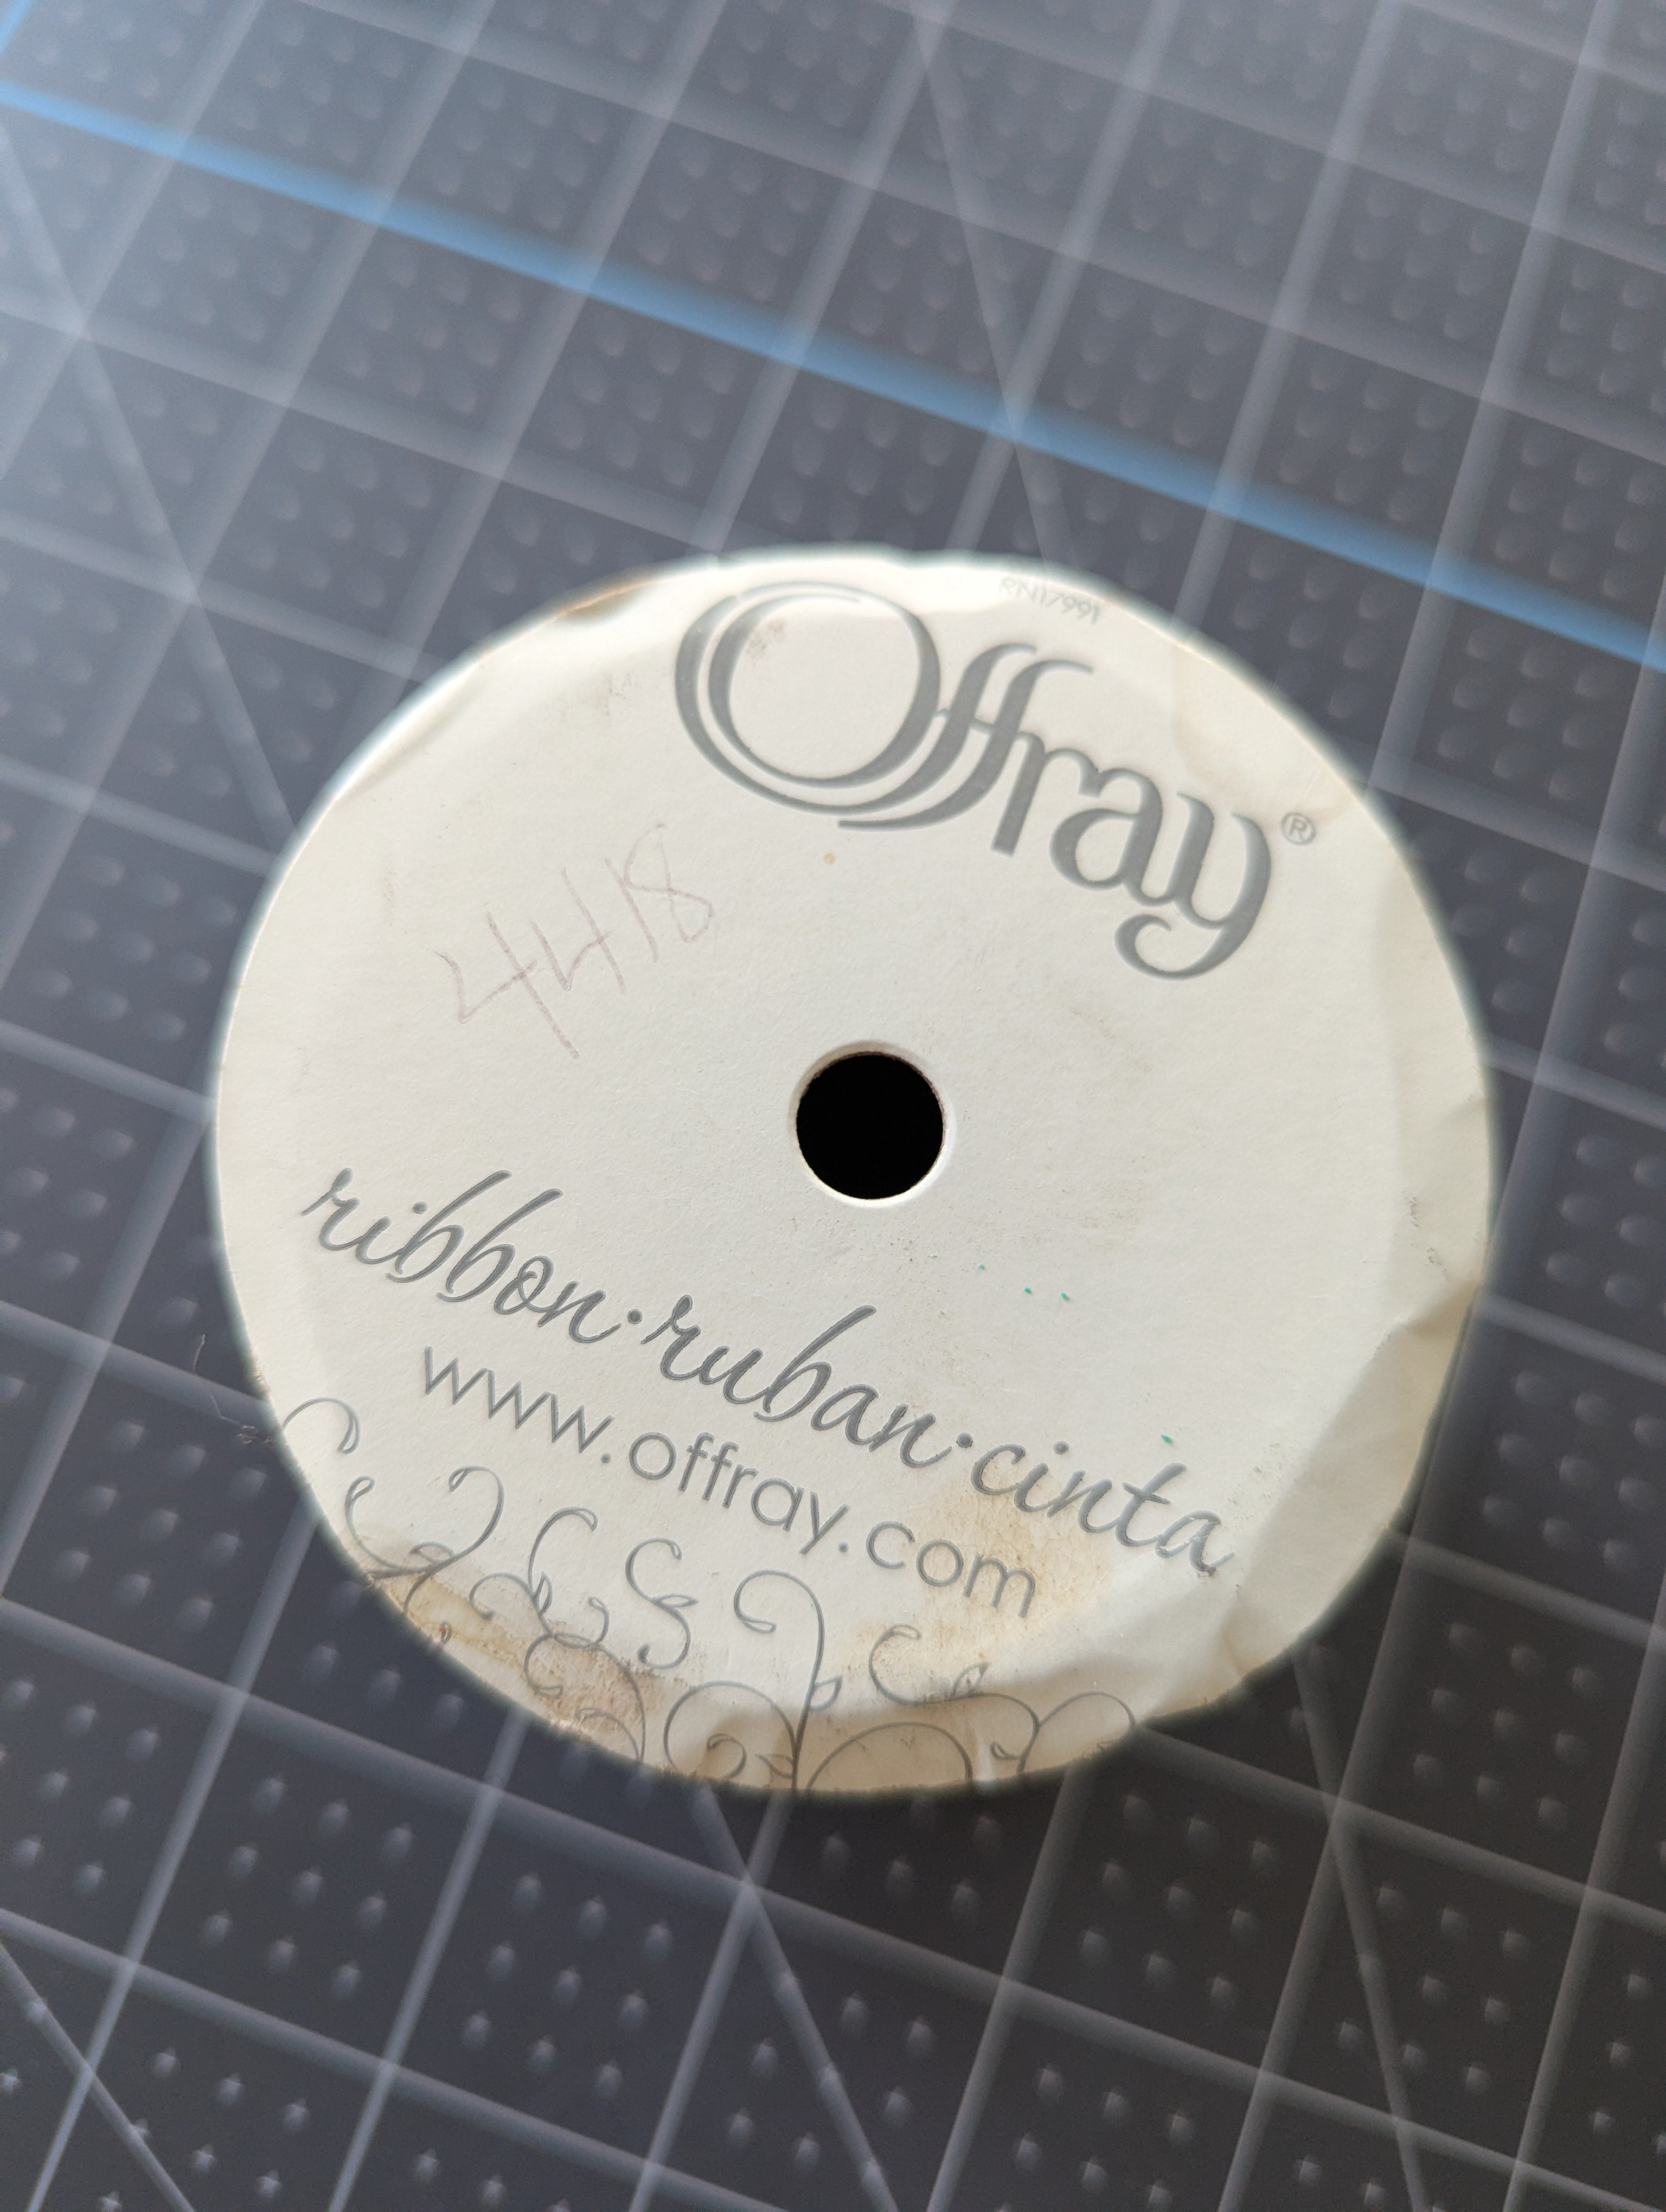 RN17991
Offray®
4418
ribbon·ruban·cinta
www.offray.com